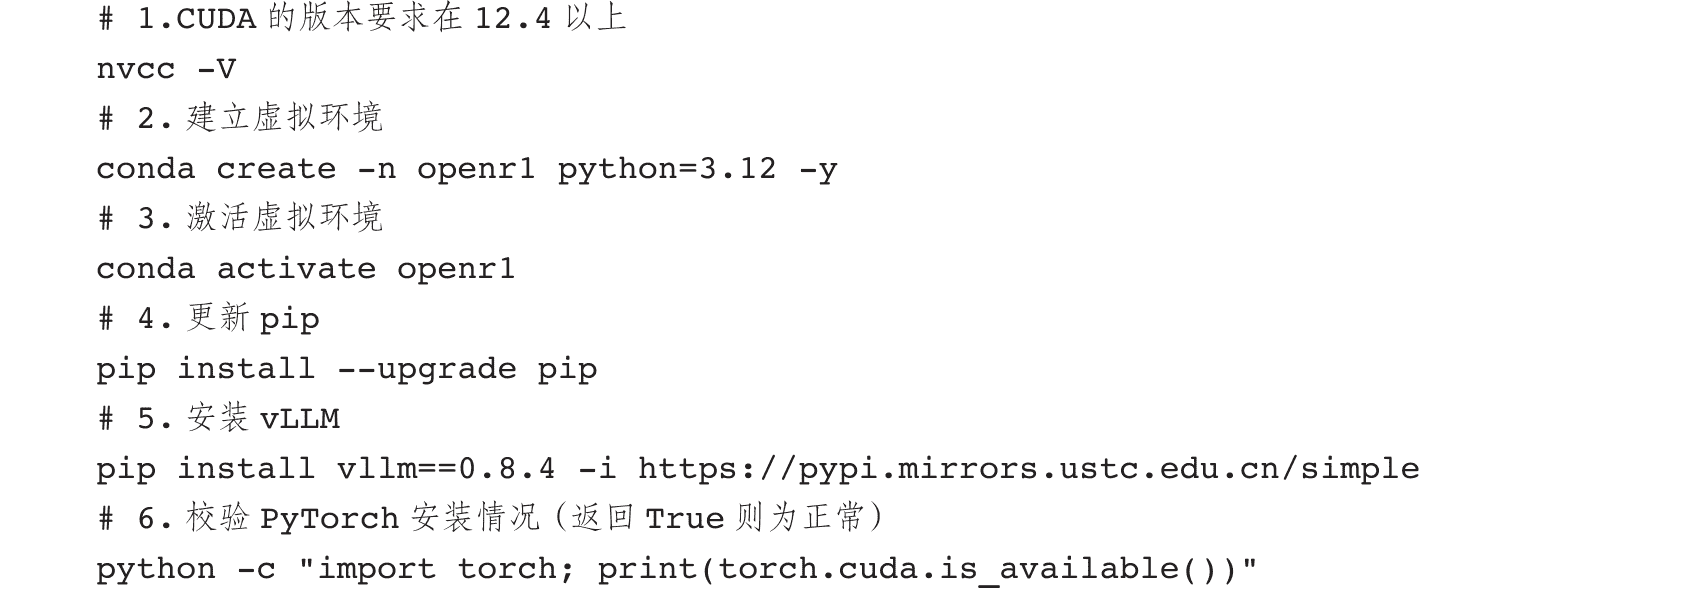 # 1.CUDA 的版本要求在 12.4 以上
nvcc -V
# 2. 建立虚拟环境
conda create -n openr1 python=3.12 -y
# 3. 激活虚拟环境
conda activate openr1
# 4. 更新 pip
pip install --upgrade pip
# 5. 安装 vLLM
pip install vllm==0.8.4 -i https://pypi.mirrors.ustc.edu.cn/simple
# 6. 校验 PyTorch 安装情况（返回 True 则为正常）
python -c "import torch; print(torch.cuda.is_available())"